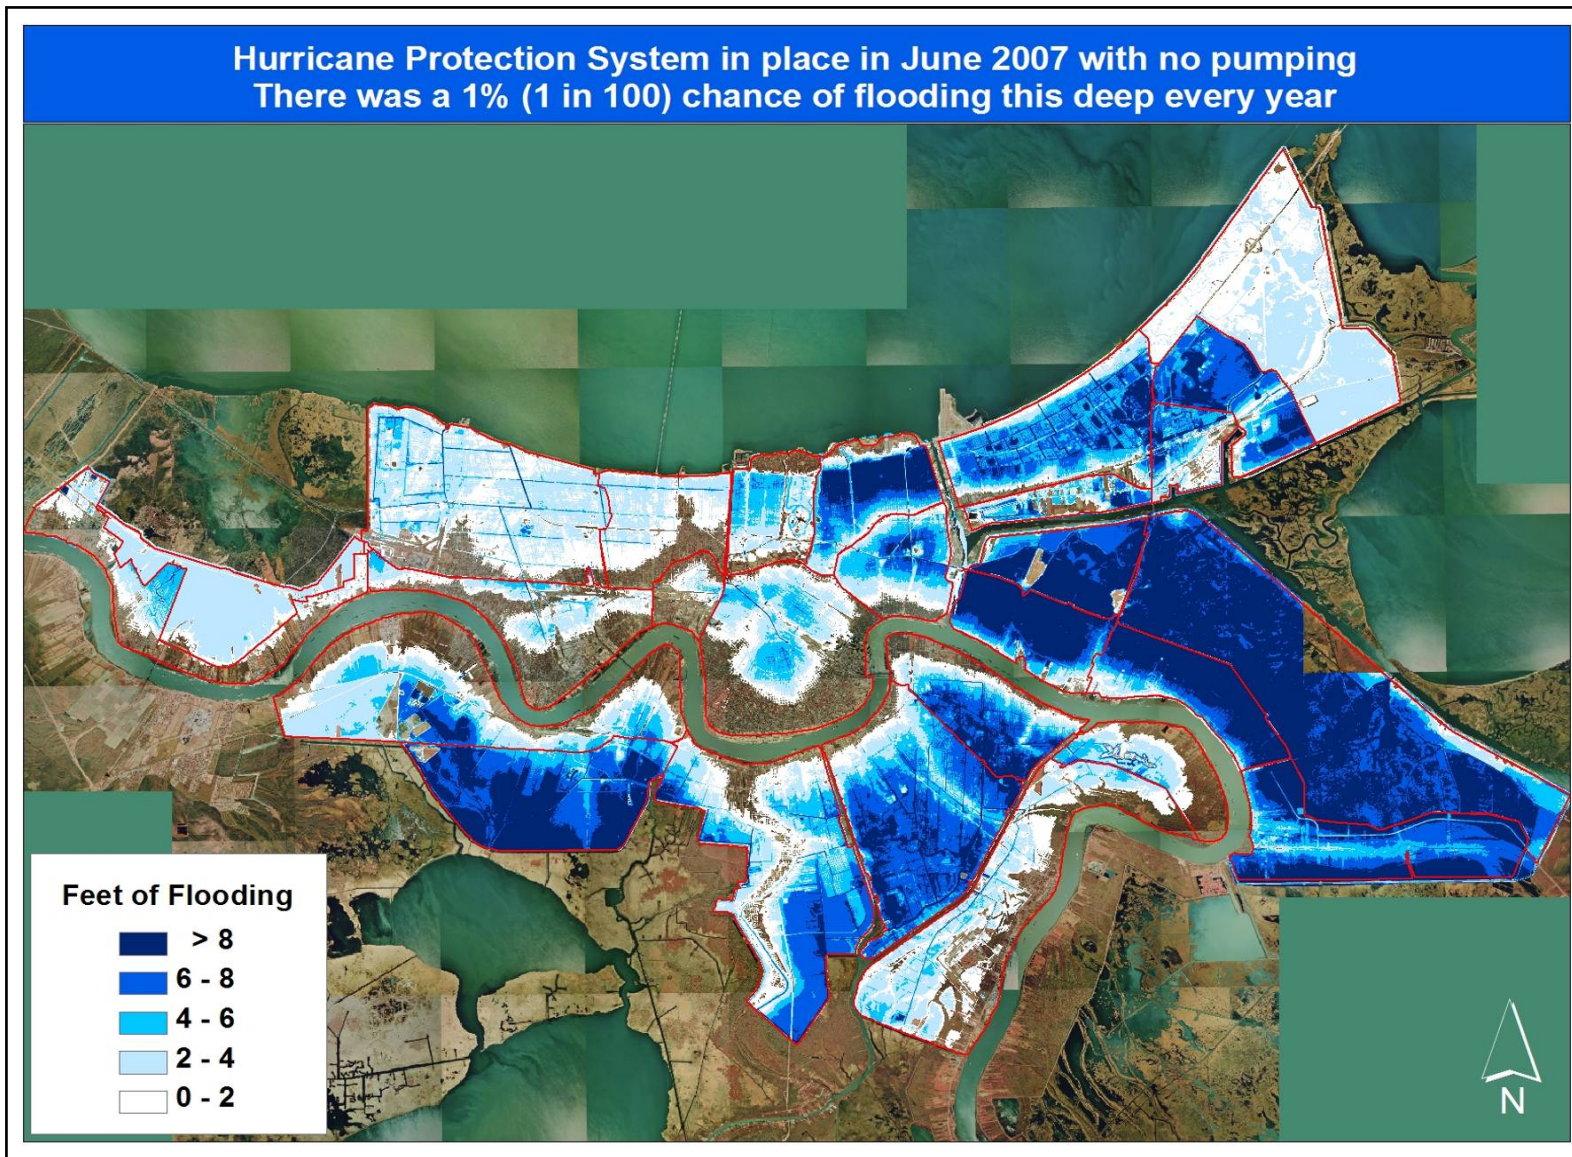 Hurricane Protection System in place in June 2007 with no pumping
There was a 1% (1 in 100) chance of flooding this deep every year
Feet of Flooding
> 8
6 - 8
4 - 6
2 - 4
0 - 2
N